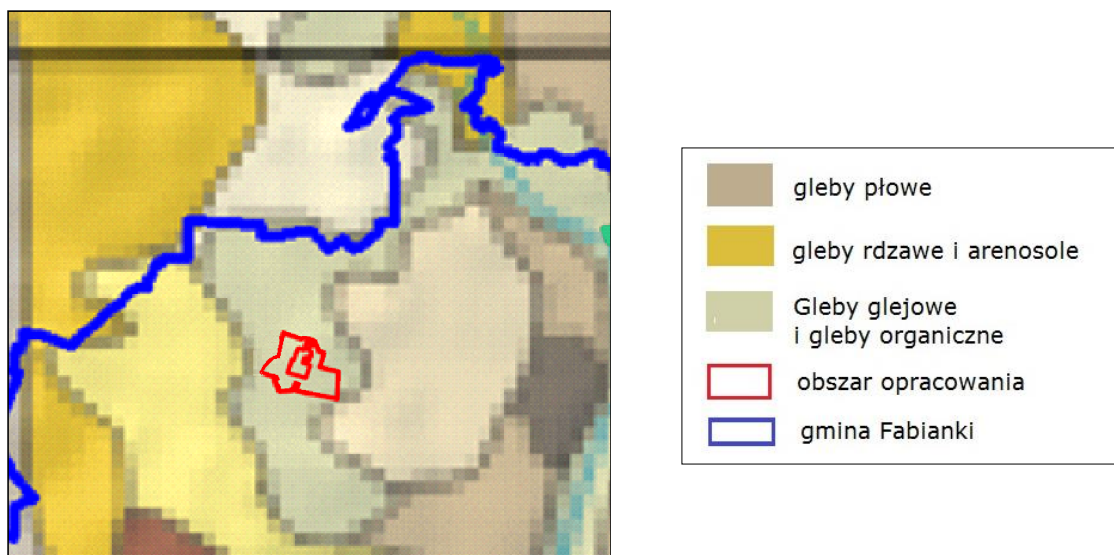 gleby płowe
gleby rdzawe i arenosole
Gleby glejowe
i gleby organiczne
obszar opracowania
gmina Fabianki